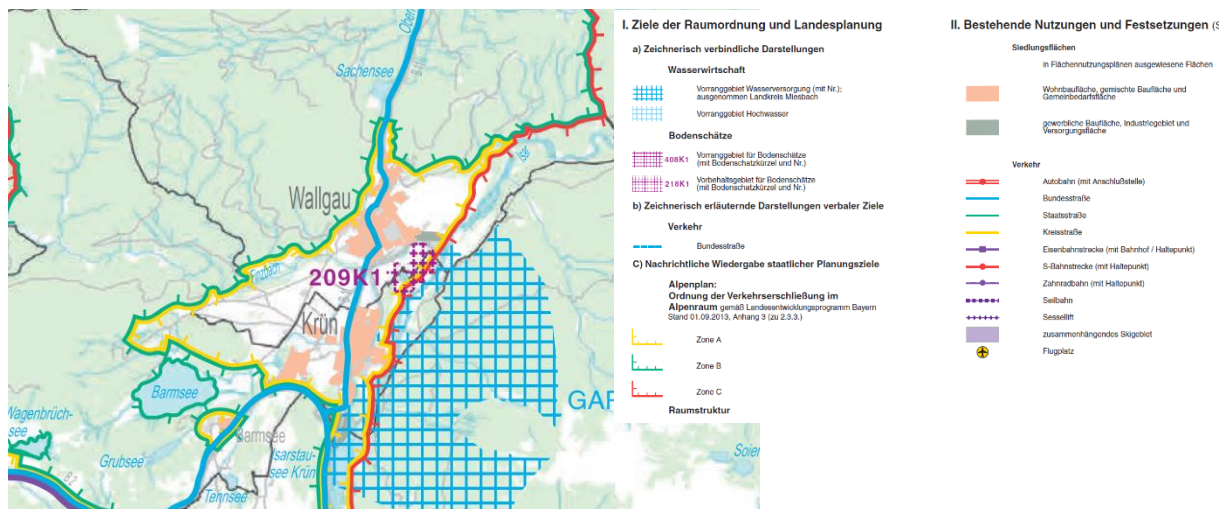 Ober
B 11
Sachensee
Wallgau
Finzbach
209K1
Krün
Barmsee
Wagenbrüch-
see
Barmsee
Grubsee
Isarstau-
see Krün
Tennsee
B 2
GAP
Soier
I. Ziele der Raumordnung und Landesplanung
a) Zeichnerisch verbindliche Darstellungen
Wasserwirtschaft
Vorranggebiet Wasserversorgung (mit Nr.);
ausgenommen Landkreis Miesbach
Vorranggebiet Hochwasser
Bodenschätze
408K1
Vorranggebiet für Bodenschätze
(mit Bodenschatzkürzel und Nr.)
218K1
Vorbehaltsgebiet für Bodenschätze
(mit Bodenschatzkürzel und Nr.)
b) Zeichnerisch erläuternde Darstellungen verbaler Ziele
Verkehr
Bundesstraße
C) Nachrichtliche Wiedergabe staatlicher Planungsziele
Alpenplan:
Ordnung der Verkehrserschließung im
Alpenraum gemäß Landesentwicklungsprogramm Bayern
Stand 01.09.2013, Anhang 3 (zu 2.3.3.)
Zone A
Zone B
Zone C
Raumstruktur
II. Bestehende Nutzungen und Festsetzungen (S
Siedlungsflächen
in Flächennutzungsplänen ausgewiesene Flächen
Wohnbaufläche, gemischte Baufläche und
Gemeinbedarfsfläche
gewerbliche Baufläche, Industriegebiet und
Versorgungsfläche
Verkehr
Autobahn (mit Anschlußstelle)
Bundesstraße
Staatsstraße
Kreisstraße
Eisenbahnstrecke (mit Bahnhof / Haltepunkt)
S-Bahnstrecke (mit Haltepunkt)
Zahnradbahn (mit Haltepunkt)
Seilbahn
Sessellift
zusammenhängendes Skigebiet
Flugplatz